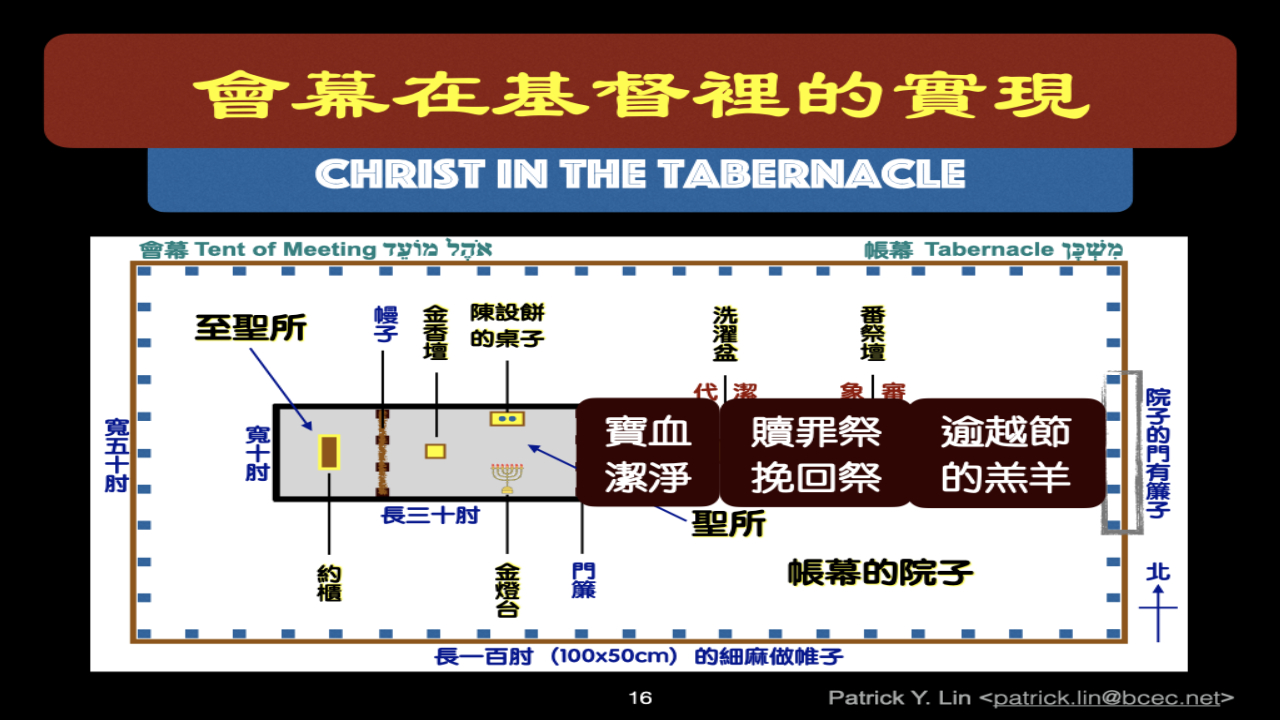 會幕在基督裡的實現
CHRIST IN THE TABERNACLE
會幕 Tent of Meeting אֹהֶל מוֹעֵד
帳幕 Tabernacle מִשְׁכָּן
至聖所
幔子
金香壇
陳設餅
的桌子
洗濯盆
番祭壇
代
潔
象
審
寬五十肘
寬十肘
寶血
潔淨
贖罪祭
挽回祭
逾越節
的羔羊
院子的門有簾子
長三十肘
聖所
約櫃
金燈台
門簾
帳幕的院子
北
長一百肘 (100x50cm) 的細麻做帷子
16
Patrick Y. Lin <patrick.lin@bcec.net>